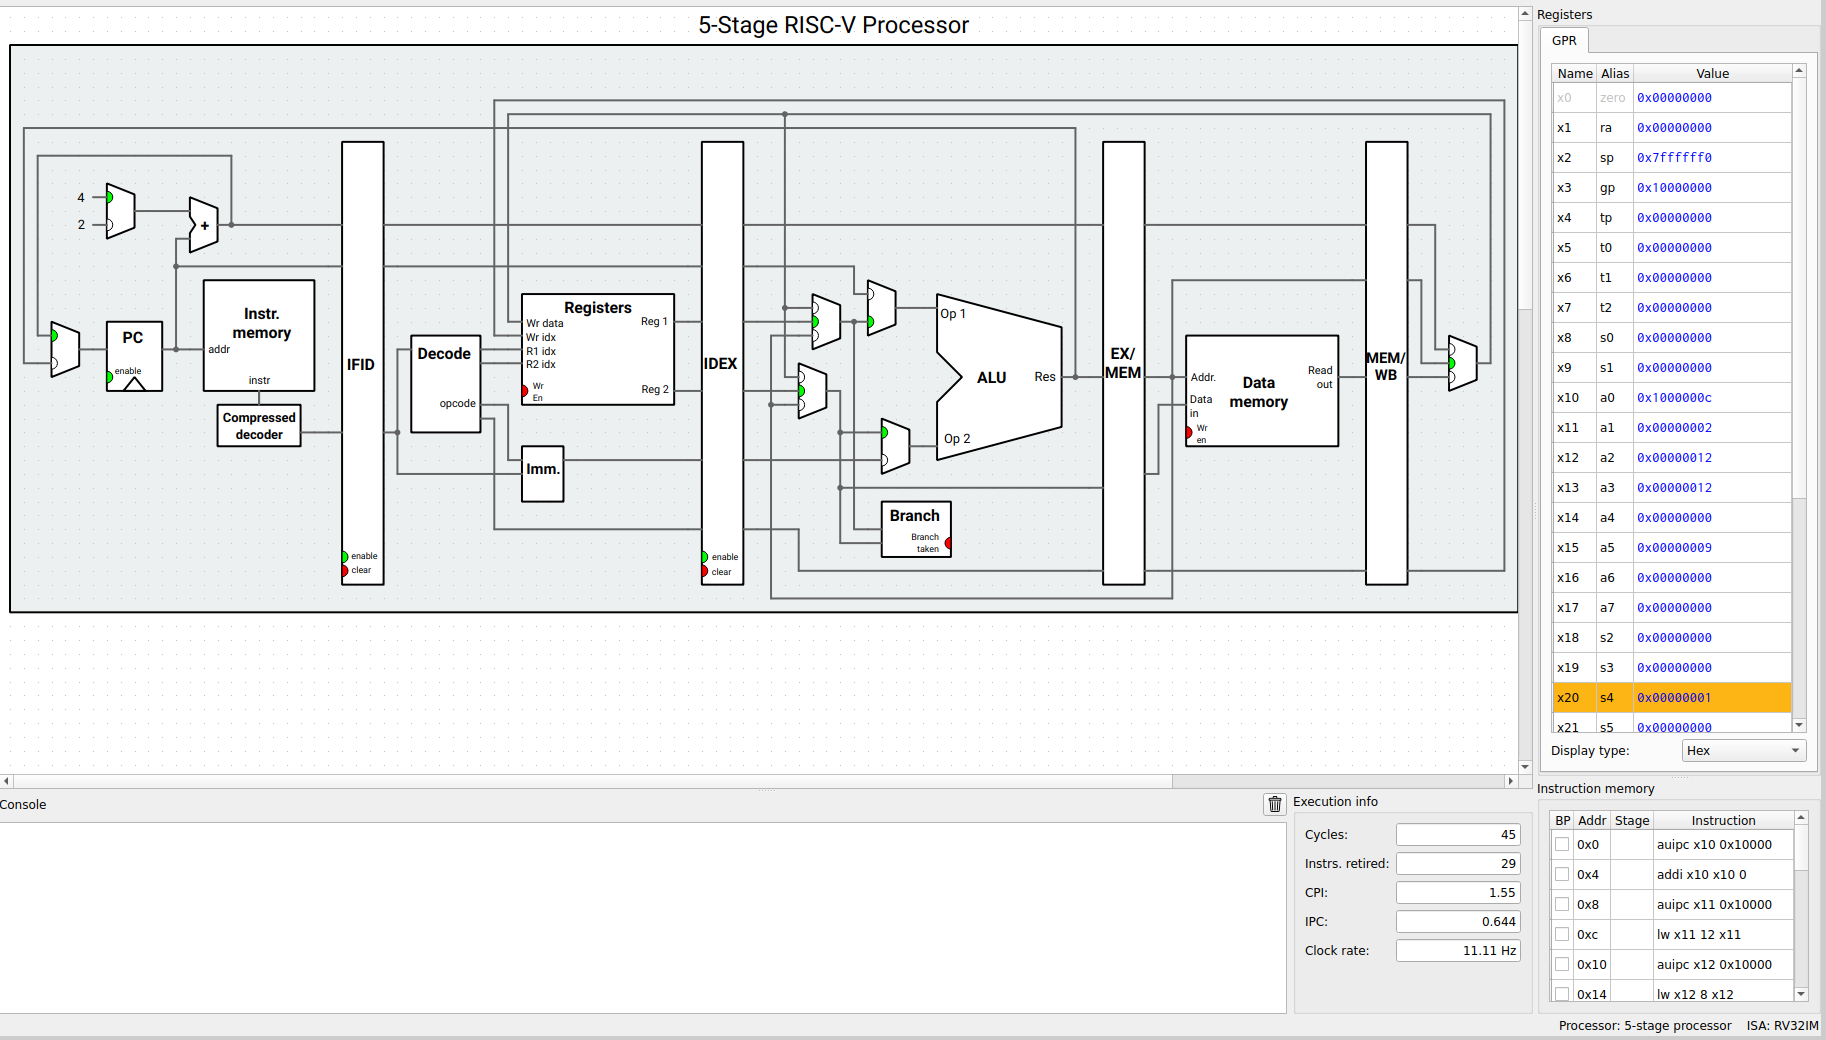 5-Stage RISC-V Processor
4
2
+
PC
enable
Instr.
memory
addr
instr
Compressed
decoder
IFID
enable
clear
Decode
opcode
Registers
Wr data
Wr idx
R1 idx
R2 idx
Wr
En
Reg 1
Reg 2
Imm.
IDEX
enable
clear
Op 1
ALU
Res
Op 2
Branch
Branch
taken
EX/
MEM
Addr.
Data
in
Wr
en
Data
memory
Read
out
MEM/
WB
Registers
GPR
Name Alias Value
x0 zero 0x00000000
x1 ra 0x00000000
x2 sp 0x7ffffff0
x3 gp 0x10000000
x4 tp 0x00000000
x5 t0 0x00000000
x6 t1 0x00000000
x7 t2 0x00000000
x8 s0 0x00000000
x9 s1 0x00000000
x10 a0 0x1000000c
x11 a1 0x00000002
x12 a2 0x00000012
x13 a3 0x00000012
x14 a4 0x00000000
x15 a5 0x00000009
x16 a6 0x00000000
x17 a7 0x00000000
x18 s2 0x00000000
x19 s3 0x00000000
x20 s4 0x00000001
x21 s5 0x00000000
Display type: Hex
Console
Execution info
Cycles: 45
Instrs. retired: 29
CPI: 1.55
IPC: 0.644
Clock rate: 11.11 Hz
Instruction memory
BP Addr Stage Instruction
0x0 auipc x10 0x10000
0x4 addi x10 x10 0
0x8 auipc x11 0x10000
0xc lw x11 12 x11
0x10 auipc x12 0x10000
0x14 lw x12 8 x12
Processor: 5-stage processor ISA: RV32IM